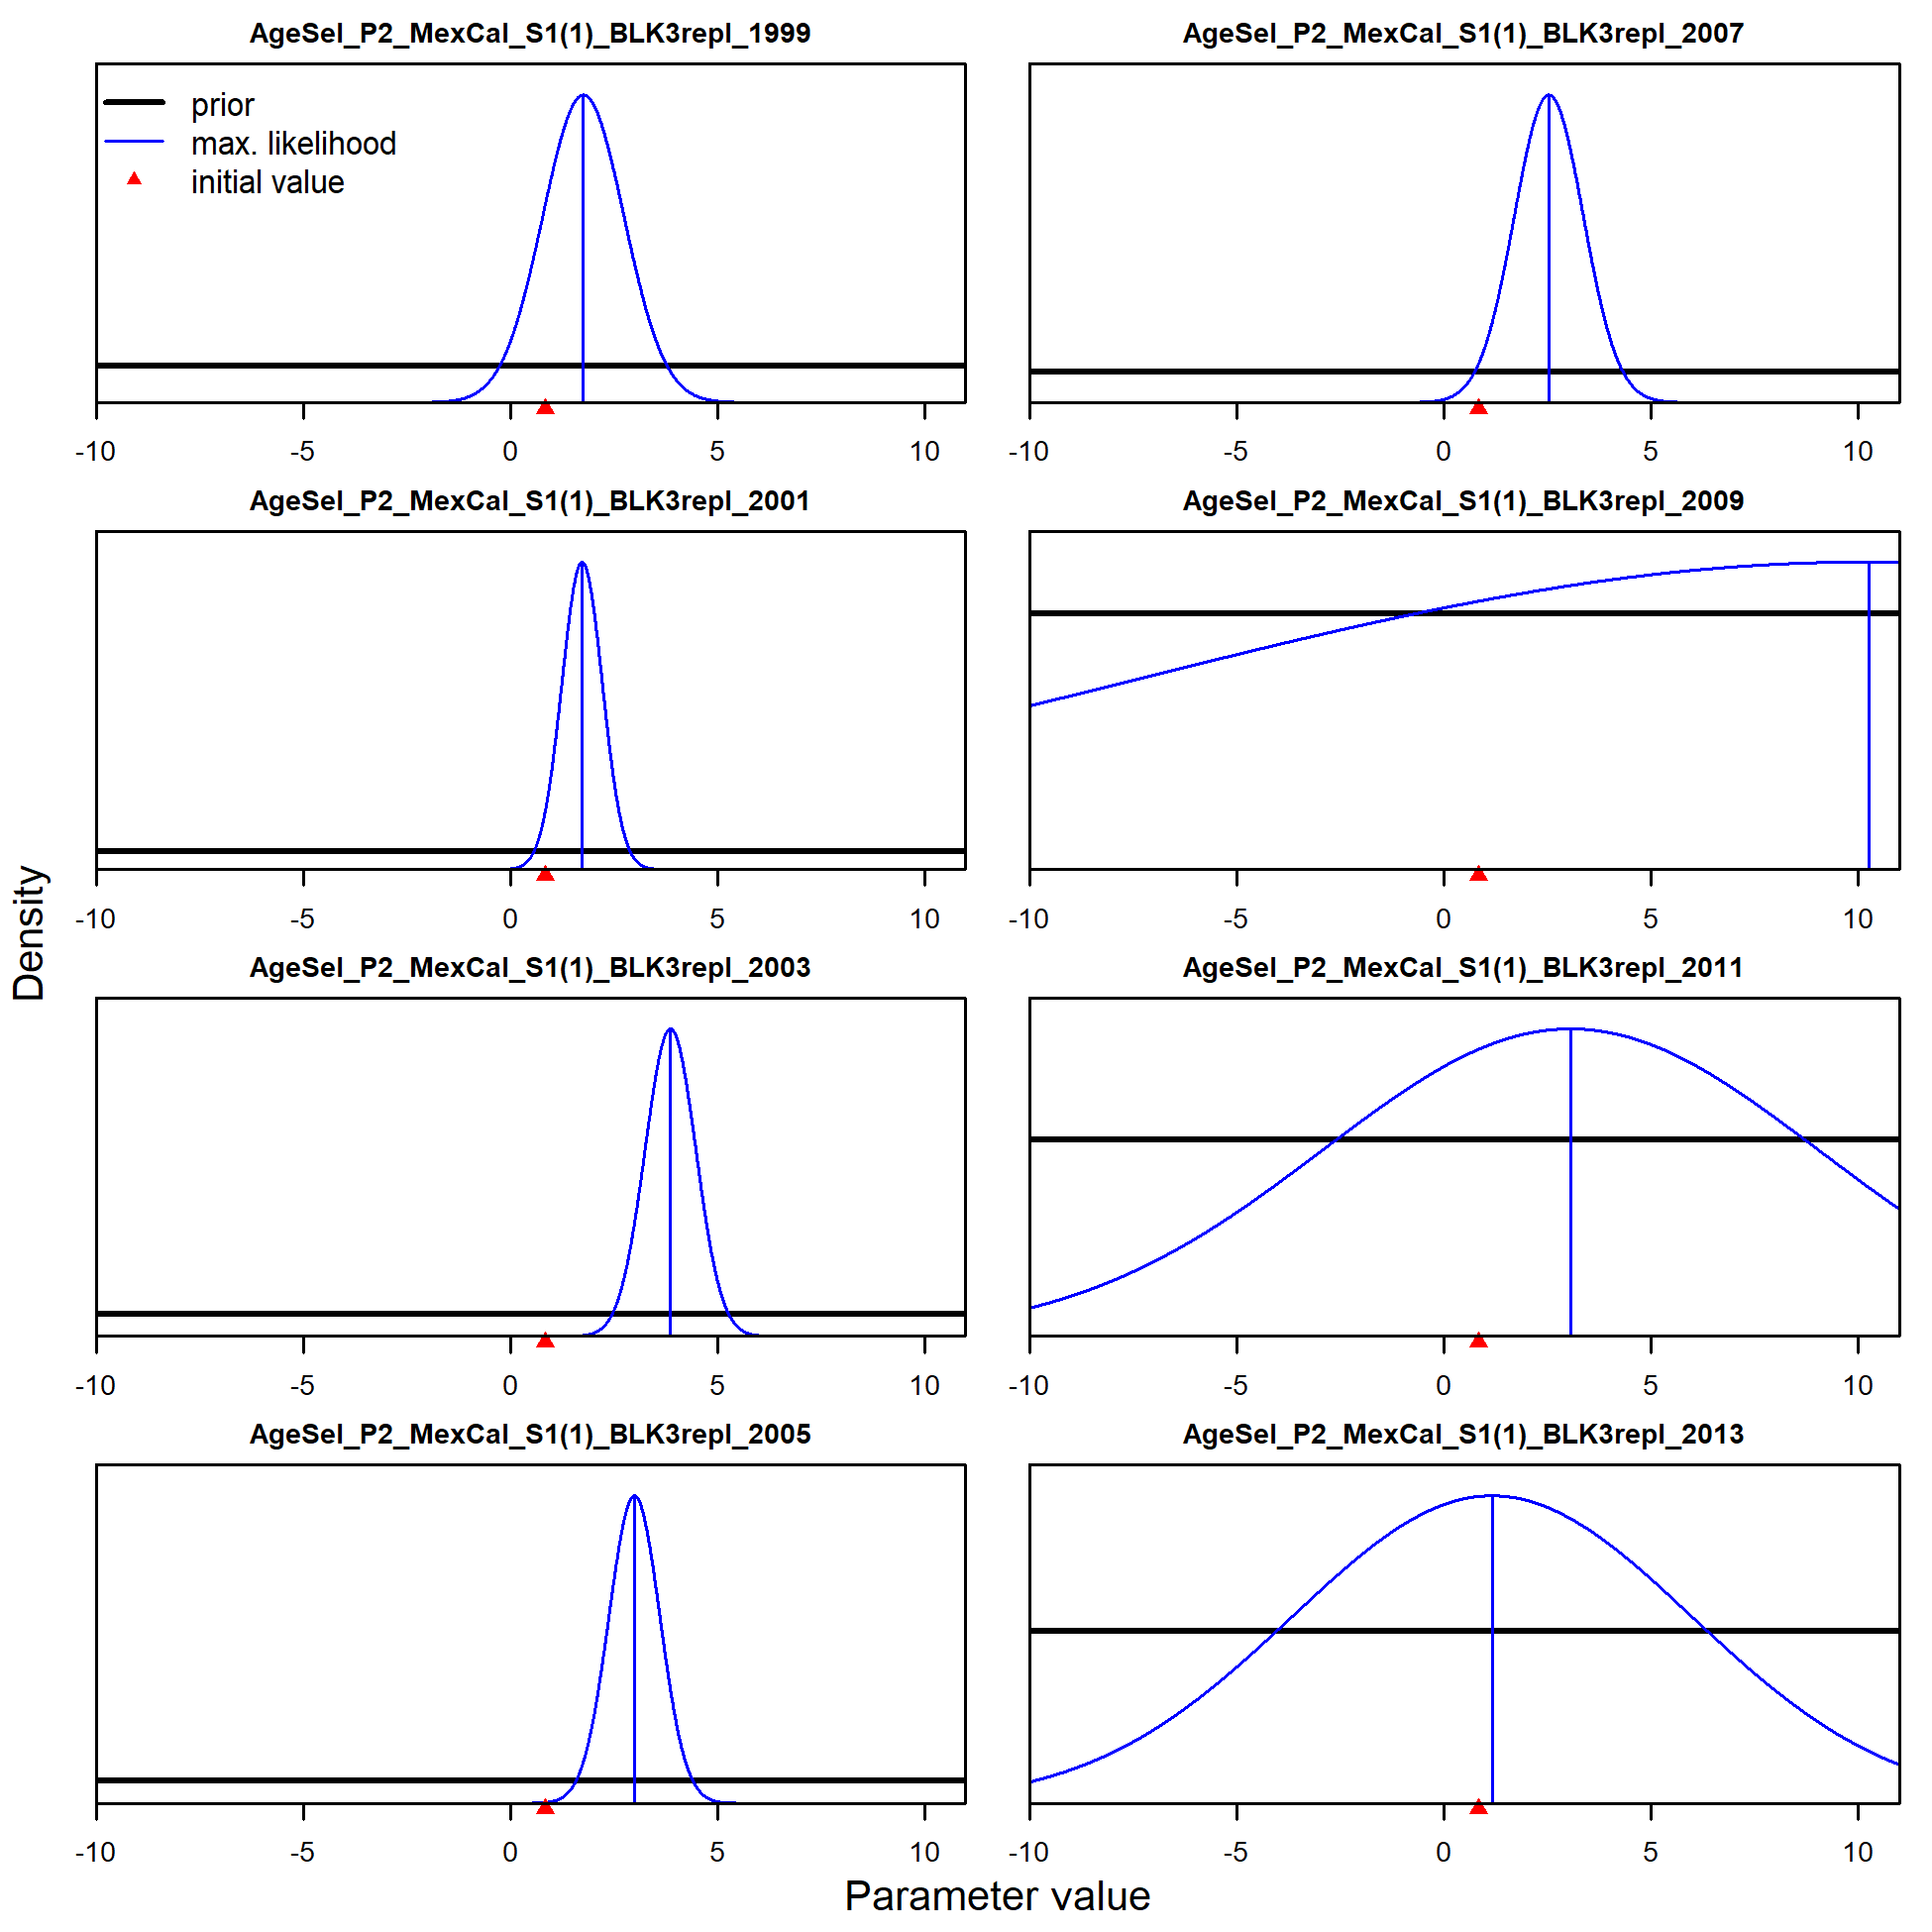 AgeSel_P2_MexCal_S1(1)_BLK3repl_1999
prior
max. likelihood
initial value
-10 -5 0 5 10
AgeSel_P2_MexCal_S1(1)_BLK3repl_2001
-10 -5 0 5 10
AgeSel_P2_MexCal_S1(1)_BLK3repl_2003
-10 -5 0 5 10
AgeSel_P2_MexCal_S1(1)_BLK3repl_2005
-10 -5 0 5 10
AgeSel_P2_MexCal_S1(1)_BLK3repl_2007
-10 -5 0 5 10
AgeSel_P2_MexCal_S1(1)_BLK3repl_2009
-10 -5 0 5 10
AgeSel_P2_MexCal_S1(1)_BLK3repl_2011
-10 -5 0 5 10
AgeSel_P2_MexCal_S1(1)_BLK3repl_2013
-10 -5 0 5 10
Density
Parameter value